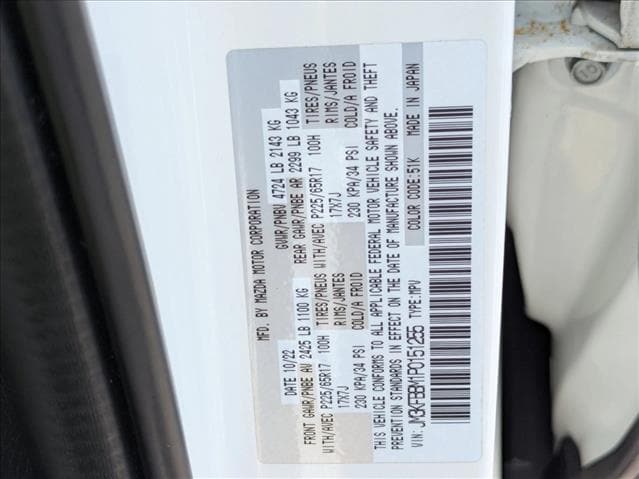 MFD. BY MAZDA MOTOR CORPORATION
DATE 10/22 GVWR/PNBV 4724 LB 2143 KG
FRONT GAWR/PNBE AV 2425 LB 1100 KG REAR GAWR/PNBE AR 2299 LB 1043 KG
WITH/AVEC P225/65R17 100H TIRES/PNEUS WITH/AVEC P225/65R17 100H TIRES/PNEUS
17X7J RIMS/JANTES 17X7J RIMS/JANTES
230 KPA/34 PSI COLD/A FROID 230 KPA/34 PSI COLD/A FROID
THIS VEHICLE CONFORMS TO ALL APPLICABLE FEDERAL MOTOR VEHICLE SAFETY AND THEFT
PREVENTION STANDARDS IN EFFECT ON THE DATE OF MANUFACTURE SHOWN ABOVE.
VIN: JM3KFBBM1P0151255 TYPE:MPV COLOR CODE:51K MADE IN JAPAN